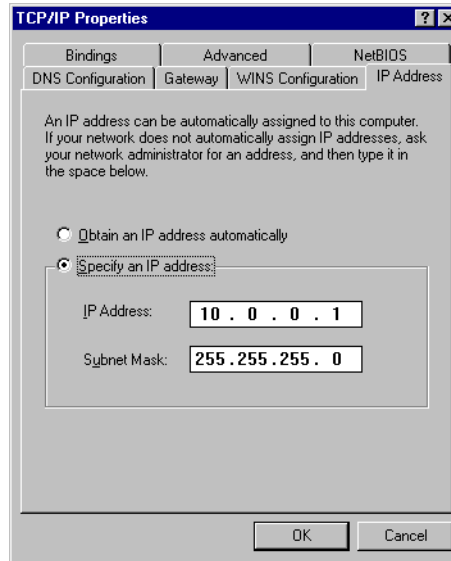 TCP/IP Properties
? ×
Bindings Advanced NetBIOS
DNS Configuration Gateway WINS Configuration IP Address
An IP address can be automatically assigned to this computer.
If your network does not automatically assign IP addresses, ask
your network administrator for an address, and then type it in
the space below.
Obtain an IP address automatically
Specify an IP address:
IP Address: 10 . 0 . 0 . 1
Subnet Mask: 255.255.255. 0
OK Cancel